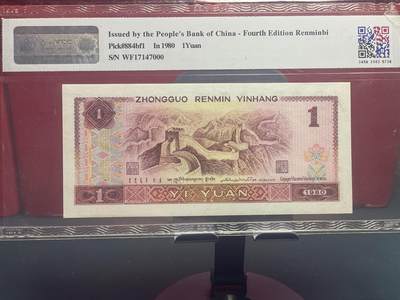 Issued by the People's Bank of China - Fourth Edition Renminbi
Pick#884bf1 In 1980 1Yuan
S/N WF17147000
ZHONGGUO RENMIN YINHANG
1
1
1
YI YUAN
1980